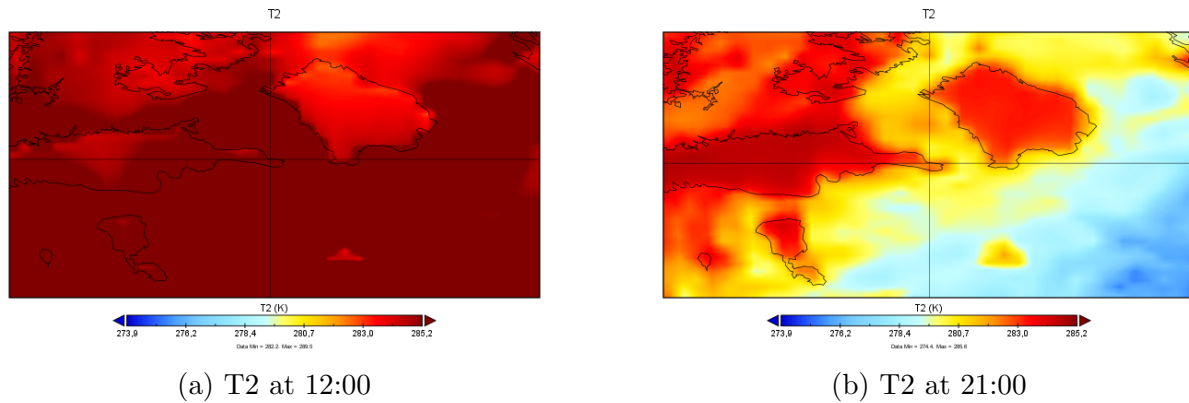 T2
T2 (K)
273,9 276,2 278,4 280,7 283,0 285,2
Data Min = 282.2, Max = 289.5
(a) T2 at 12:00
T2
T2 (K)
273,9 276,2 278,4 280,7 283,0 285,2
Data Min = 274.4, Max = 285.6
(b) T2 at 21:00